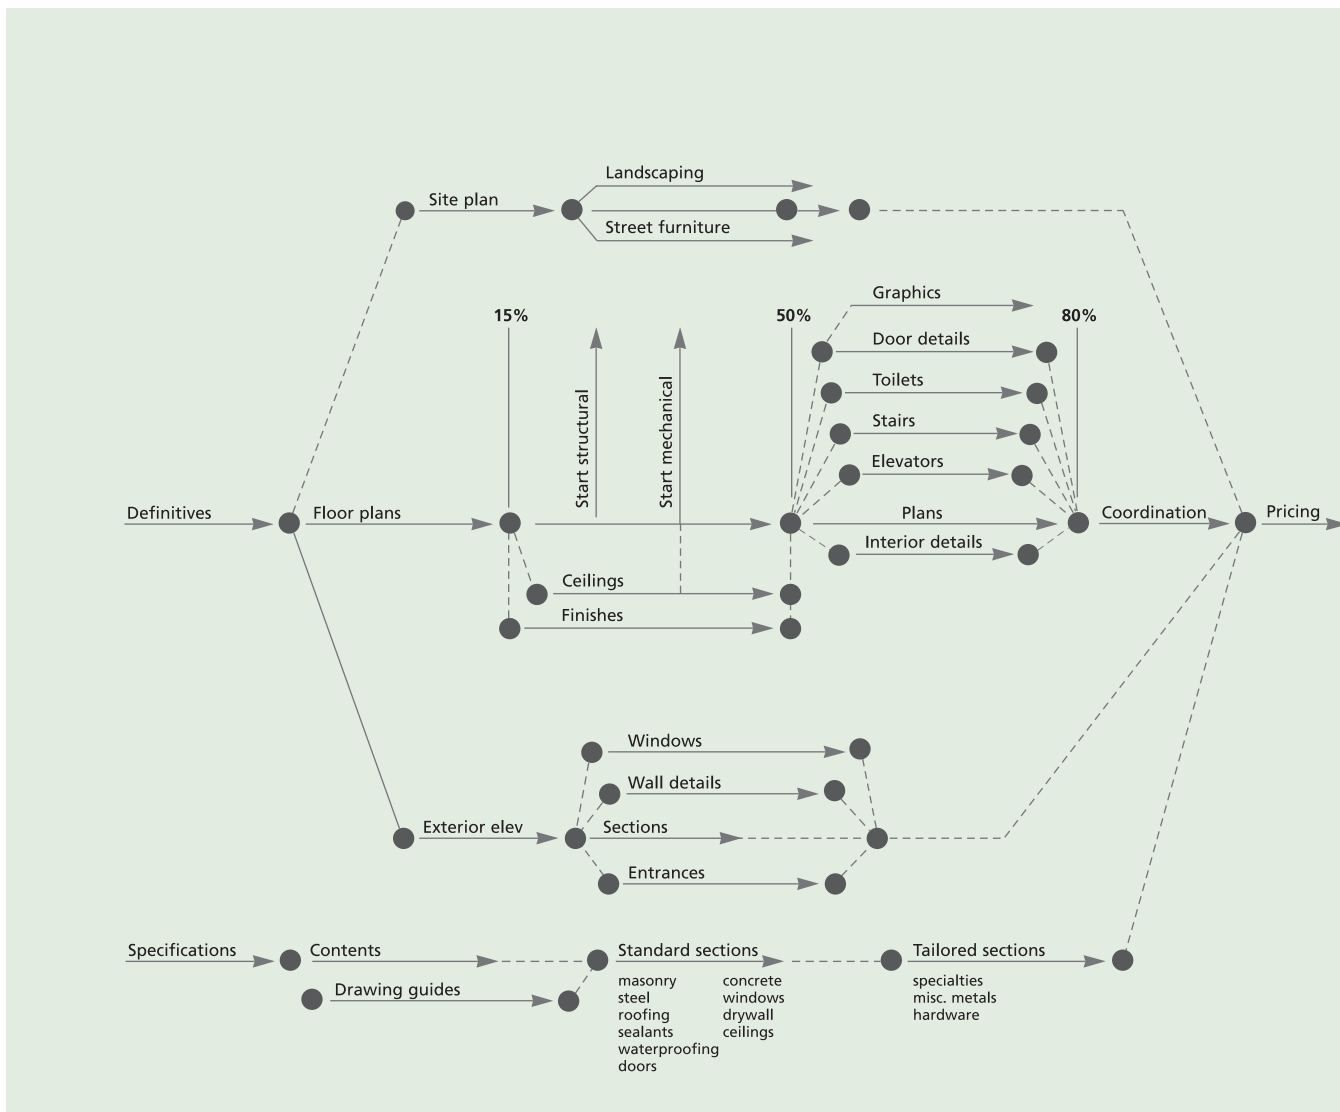 Landscaping
Site plan
Street furniture
Graphics
15%
50%
80%
Door details
Toilets
Start structural
Start mechanical
Stairs
Elevators
Definitives
Floor plans
Plans
Coordination
Pricing
Interior details
Ceilings
Finishes
Windows
Wall details
Exterior elev
Sections
Entrances
Specifications
Contents
Standard sections
Tailored sections
Drawing guides
masonry
steel
roofing
sealants
waterproofing
doors
concrete
windows
drywall
ceilings
specialties
misc. metals
hardware